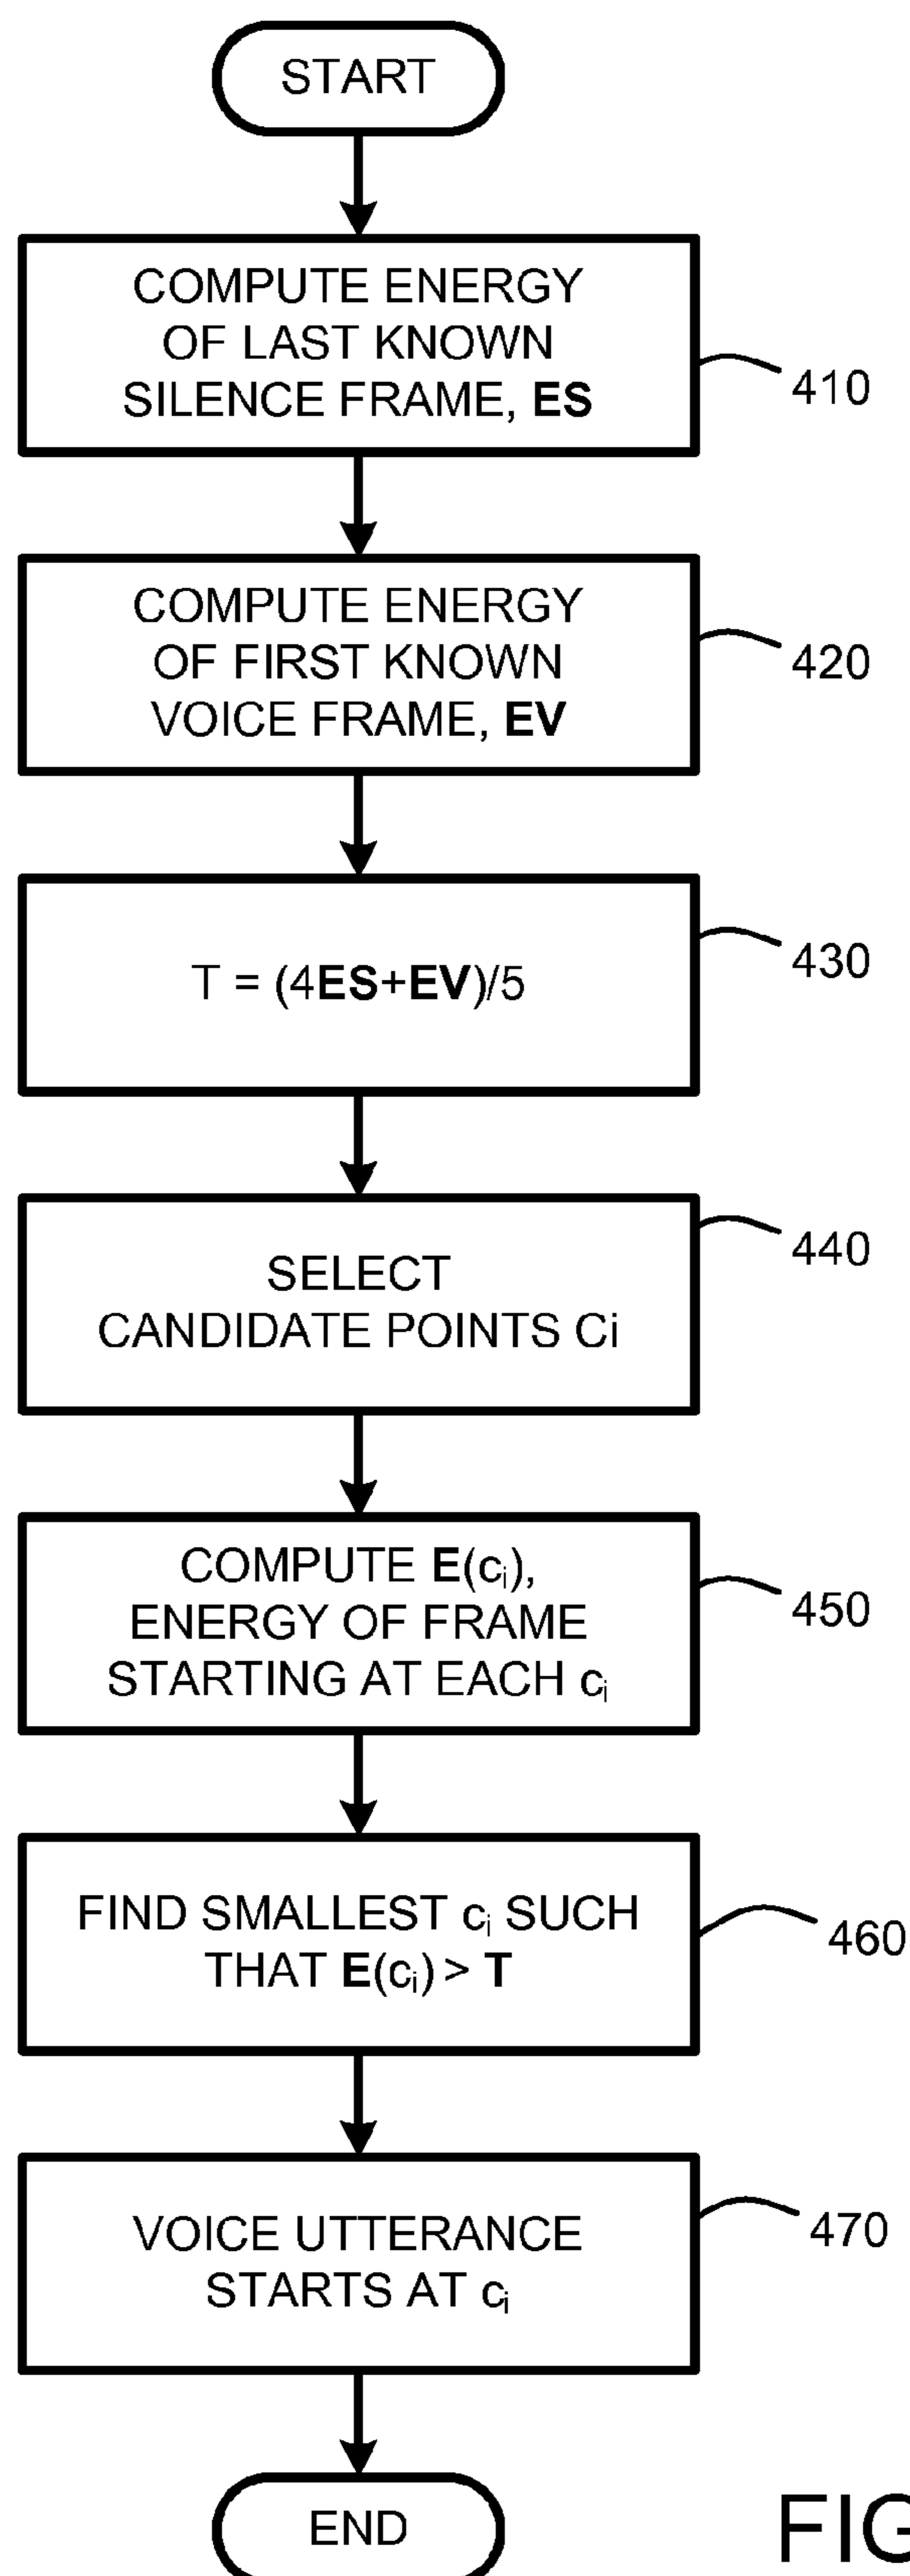 START
COMPUTE ENERGY
OF LAST KNOWN
SILENCE FRAME, ES
410
COMPUTE ENERGY
OF FIRST KNOWN
VOICE FRAME, EV
420
T = (4ES+EV)/5
430
SELECT
CANDIDATE POINTS Ci
440
COMPUTE E(cᵢ),
ENERGY OF FRAME
STARTING AT EACH cᵢ
450
FIND SMALLEST cᵢ SUCH
THAT E(cᵢ) > T
460
VOICE UTTERANCE
STARTS AT cᵢ
470
END